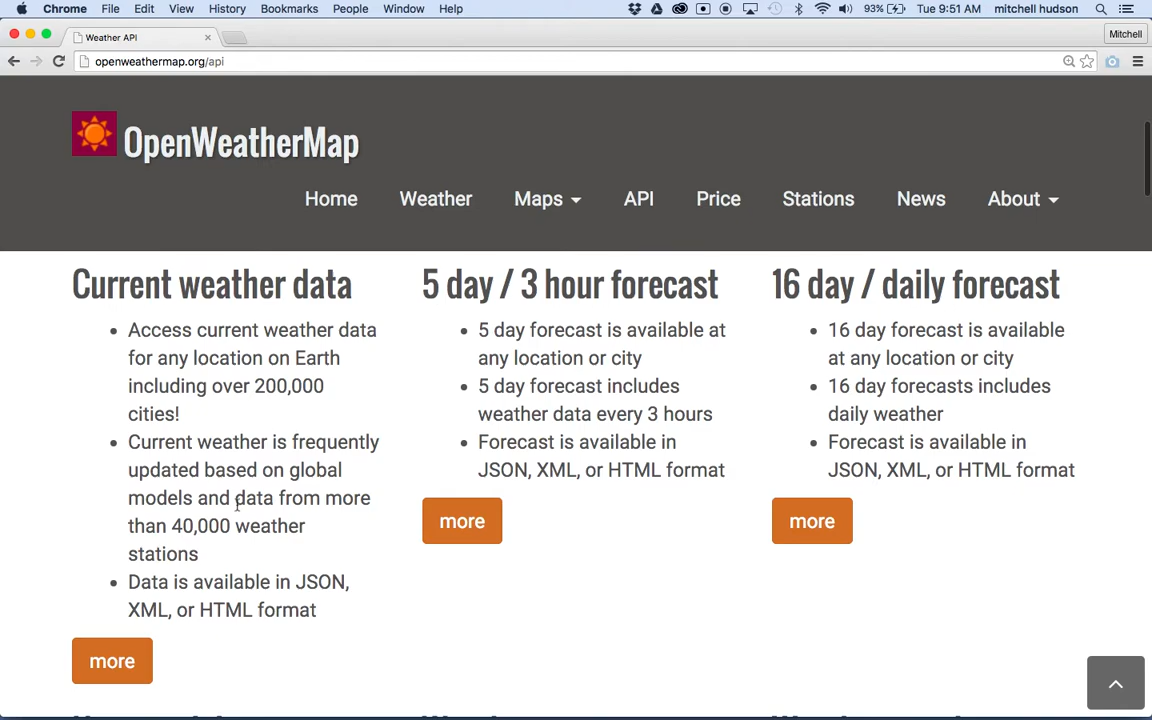 Chrome File Edit View History Bookmarks People Window Help 93% Tue 9:51 AM mitchell hudson
Weather API
Mitchell
openweathermap.org/api
OpenWeatherMap
Home Weather Maps API Price Stations News About
Current weather data
Access current weather data
for any location on Earth
including over 200,000
cities!
Current weather is frequently
updated based on global
models and data from more
than 40,000 weather
stations
Data is available in JSON,
XML, or HTML format
more
5 day / 3 hour forecast
5 day forecast is available at
any location or city
5 day forecast includes
weather data every 3 hours
Forecast is available in
JSON, XML, or HTML format
more
16 day / daily forecast
16 day forecast is available
at any location or city
16 day forecasts includes
daily weather
Forecast is available in
JSON, XML, or HTML format
more